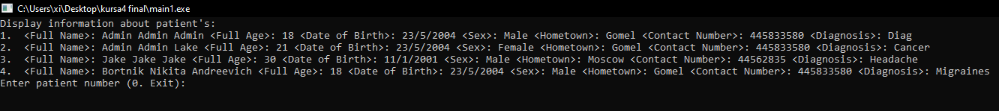 C:\Users\xi\Desktop\kursa4 final\main1.exe
Display information about patient's:
1.  <Full Name>: Admin Admin Admin <Full Age>: 18 <Date of Birth>: 23/5/2004 <Sex>: Male <Hometown>: Gomel <Contact Number>: 445833580 <Diagnosis>: Diag
2.  <Full Name>: Admin Admin Lake <Full Age>: 21 <Date of Birth>: 23/5/2004 <Sex>: Female <Hometown>: Gomel <Contact Number>: 445833580 <Diagnosis>: Cancer
3.  <Full Name>: Jake Jake Jake <Full Age>: 30 <Date of Birth>: 11/1/2001 <Sex>: Male <Hometown>: Moscow <Contact Number>: 44562835 <Diagnosis>: Headache
4.  <Full Name>: Bortnik Nikita Andreevich <Full Age>: 18 <Date of Birth>: 23/5/2004 <Sex>: Male <Hometown>: Gomel <Contact Number>: 445833580 <Diagnosis>: Migraines
Enter patient number (0. Exit):